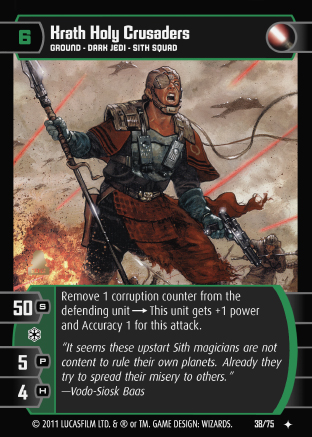 6
Krath Holy Crusaders
GROUND - DARK JEDI - SITH SQUAD
50 S
5 P
4 H
Remove 1 corruption counter from the
defending unit → This unit gets +1 power
and Accuracy 1 for this attack.
"It seems these upstart Sith magicians are not
content to rule their own planets. Already they
try to spread their misery to others."
—Vodo-Siosk Baas
© 2011 LUCASFILM LTD. & ® or TM. GAME DESIGN: WIZARDS.
38/75